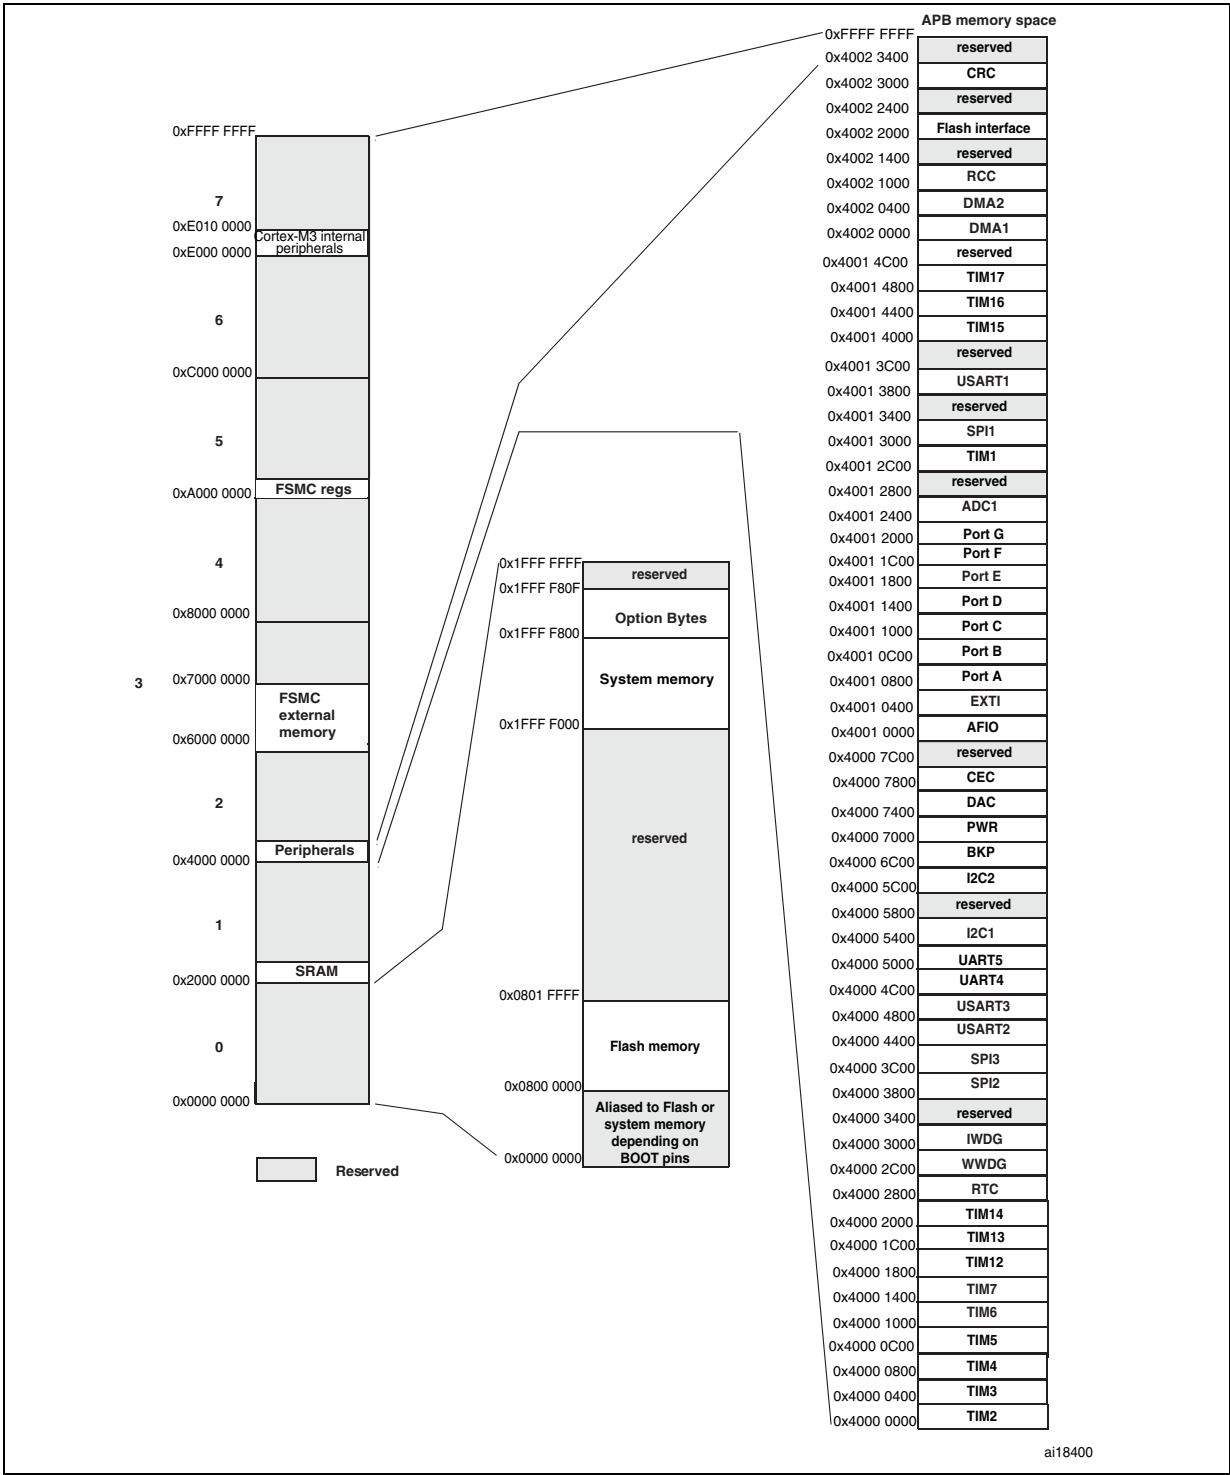 0xFFFF FFFF
7
0xE010 0000
Cortex-M3 internal
peripherals
0xE000 0000
6
0xC000 0000
5
0xA000 0000
FSMC regs
4
0x8000 0000
3
0x7000 0000
FSMC
external
memory
0x6000 0000
2
Peripherals
0x4000 0000
1
SRAM
0x2000 0000
0
0x0000 0000
Reserved
0x1FFF FFFF
reserved
0x1FFF F80F
Option Bytes
0x1FFF F800
System memory
0x1FFF F000
reserved
0x0801 FFFF
Flash memory
0x0800 0000
Aliased to Flash or
system memory
depending on
BOOT pins
0x0000 0000
APB memory space
0xFFFF FFFF
reserved
0x4002 3400
CRC
0x4002 3000
reserved
0x4002 2400
Flash interface
0x4002 2000
reserved
0x4002 1400
RCC
0x4002 1000
DMA2
0x4002 0400
DMA1
0x4002 0000
reserved
0x4001 4C00
TIM17
0x4001 4800
TIM16
0x4001 4400
TIM15
0x4001 4000
reserved
0x4001 3C00
USART1
0x4001 3800
reserved
0x4001 3400
SPI1
0x4001 3000
TIM1
0x4001 2C00
reserved
0x4001 2800
ADC1
0x4001 2400
Port G
0x4001 2000
Port F
0x4001 1C00
Port E
0x4001 1800
Port D
0x4001 1400
Port C
0x4001 1000
Port B
0x4001 0C00
Port A
0x4001 0800
EXTI
0x4001 0400
AFIO
0x4001 0000
reserved
0x4000 7C00
CEC
0x4000 7800
DAC
0x4000 7400
PWR
0x4000 7000
BKP
0x4000 6C00
I2C2
0x4000 5C00
reserved
0x4000 5800
I2C1
0x4000 5400
UART5
0x4000 5000
UART4
0x4000 4C00
USART3
0x4000 4800
USART2
0x4000 4400
SPI3
0x4000 3C00
SPI2
0x4000 3800
reserved
0x4000 3400
IWDG
0x4000 3000
WWDG
0x4000 2C00
RTC
0x4000 2800
TIM14
0x4000 2000
TIM13
0x4000 1C00
TIM12
0x4000 1800
TIM7
0x4000 1400
TIM6
0x4000 1000
TIM5
0x4000 0C00
TIM4
0x4000 0800
TIM3
0x4000 0400
TIM2
0x4000 0000
ai18400